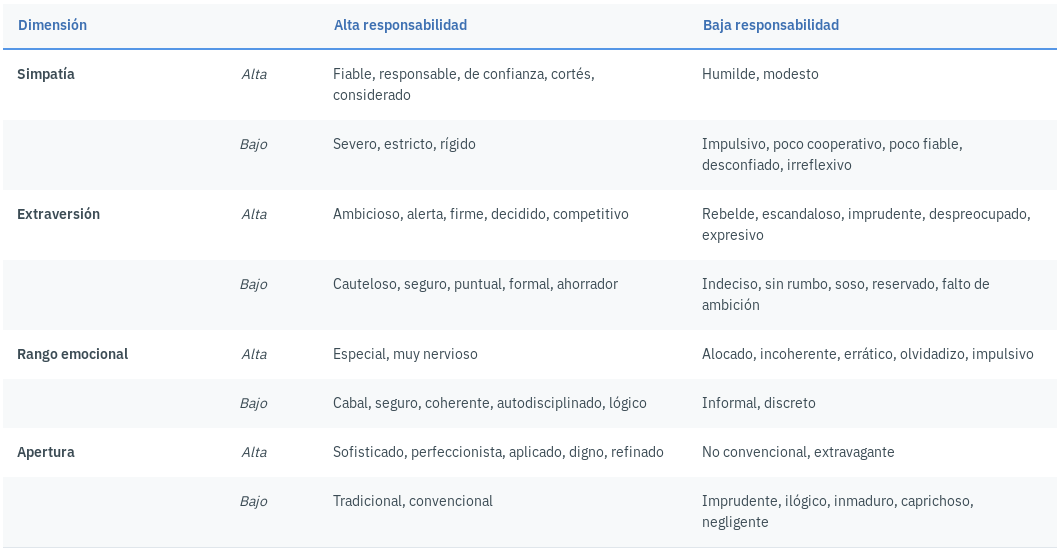 Dimensión Alta responsabilidad Baja responsabilidad
Simpatía Alta Fiable, responsable, de confianza, cortés, Humilde, modesto
considerado
Bajo Severo, estricto, rígido Impulsivo, poco cooperativo, poco fiable,
desconfiado, irreflexivo
Extraversión Alta Ambicioso, alerta, firme, decidido, competitivo Rebelde, escandaloso, imprudente, despreocupado,
expresivo
Bajo Cauteloso, seguro, puntual, formal, ahorrador Indeciso, sin rumbo, soso, reservado, falto de
ambición
Rango emocional Alta Especial, muy nervioso Alocado, incoherente, errático, olvidadizo, impulsivo
Bajo Cabal, seguro, coherente, autodisciplinado, lógico Informal, discreto
Apertura Alta Sofisticado, perfeccionista, aplicado, digno, refinado No convencional, extravagante
Bajo Tradicional, convencional Imprudente, ilógico, inmaduro, caprichoso,
negligente